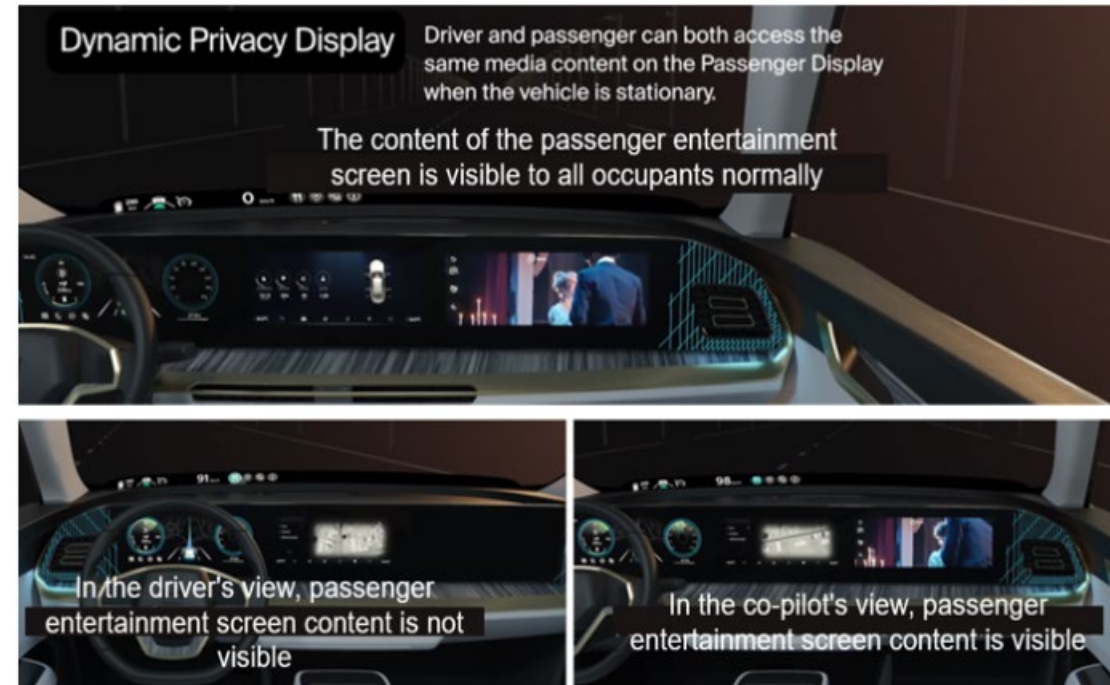 Dynamic Privacy Display
Driver and passenger can both access the
same media content on the Passenger Display
when the vehicle is stationary.
The content of the passenger entertainment
screen is visible to all occupants normally
0
91
In the driver's view, passenger
entertainment screen content is not
visible
98
In the co-pilot's view, passenger
entertainment screen content is visible